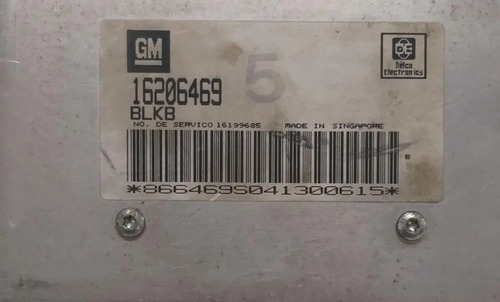 GM
5
Delco
Electronics
16206469
BLKB
NO. DE SERVICO 16199685 MADE IN SINGAPORE
B
*866469S041300615*